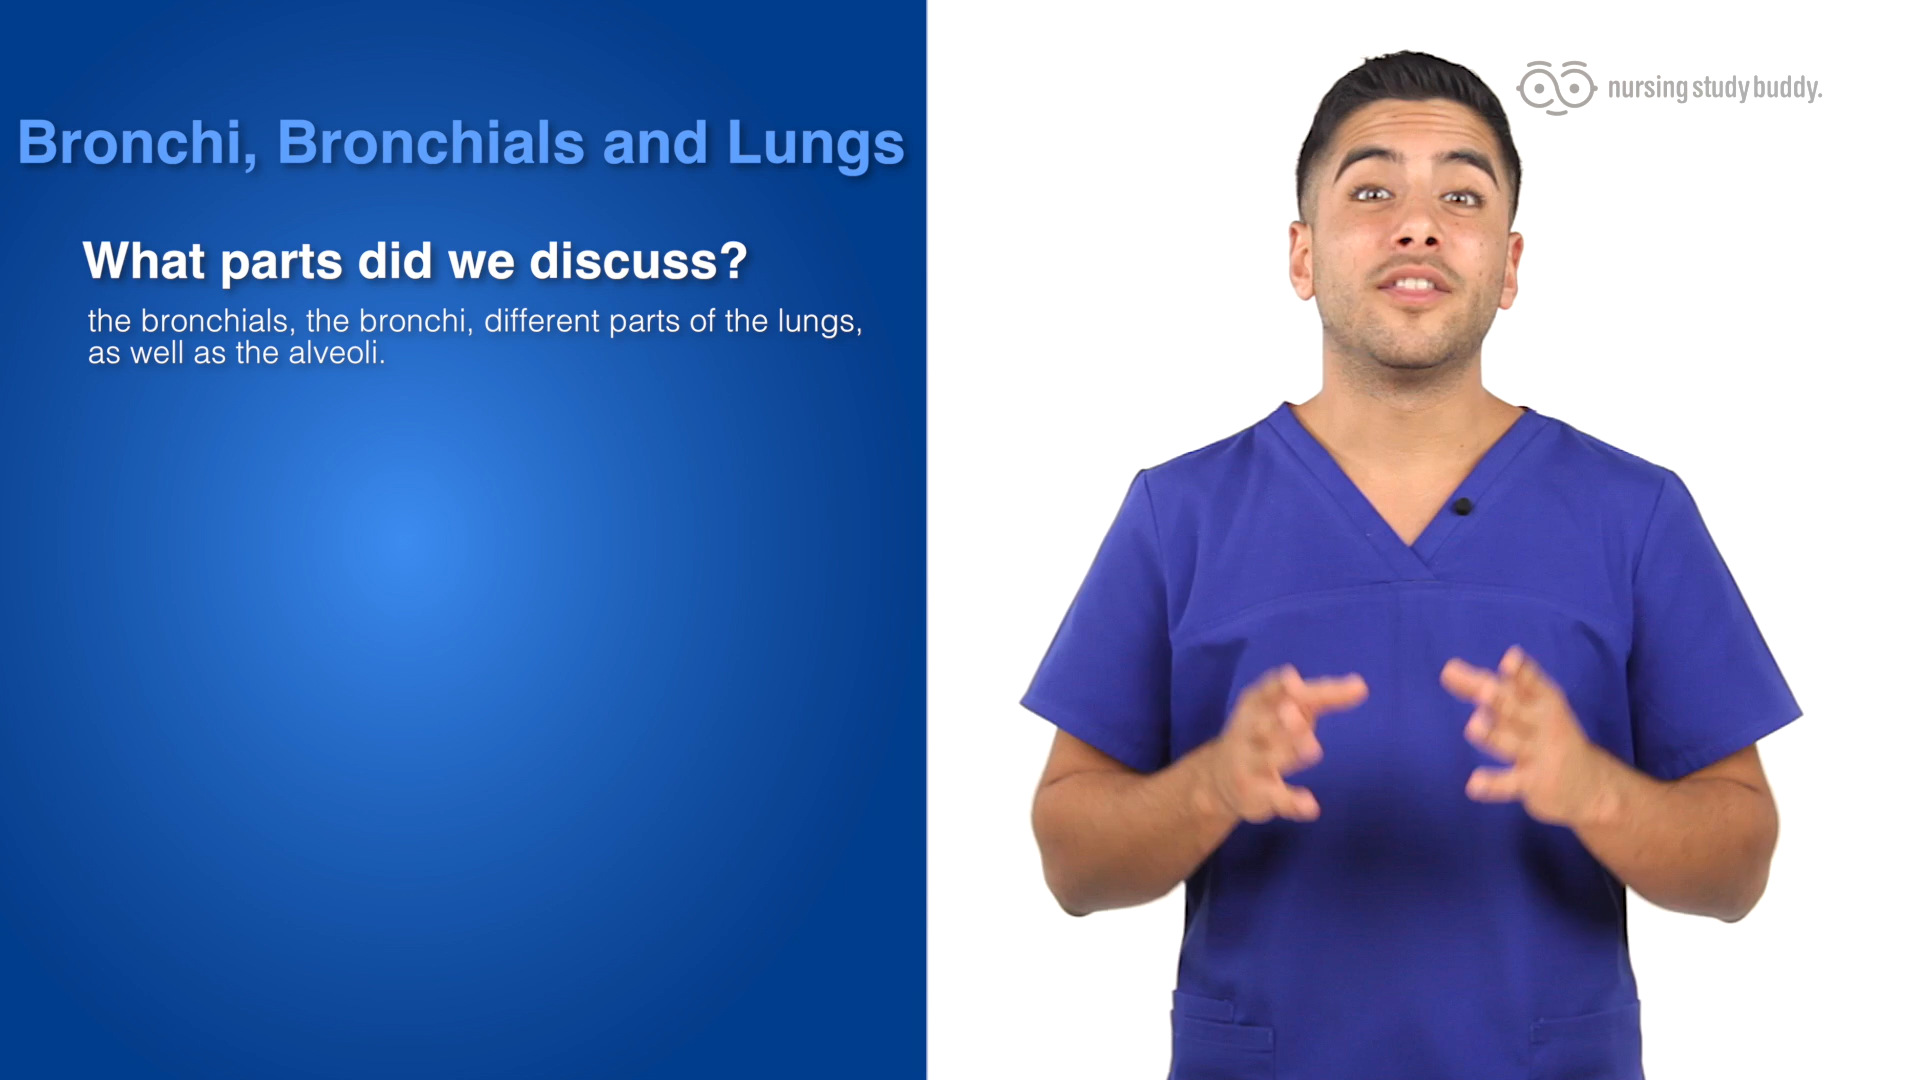 nursing study buddy.
Bronchi, Bronchials and Lungs
What parts did we discuss?
the bronchials, the bronchi, different parts of the lungs,
as well as the alveoli.